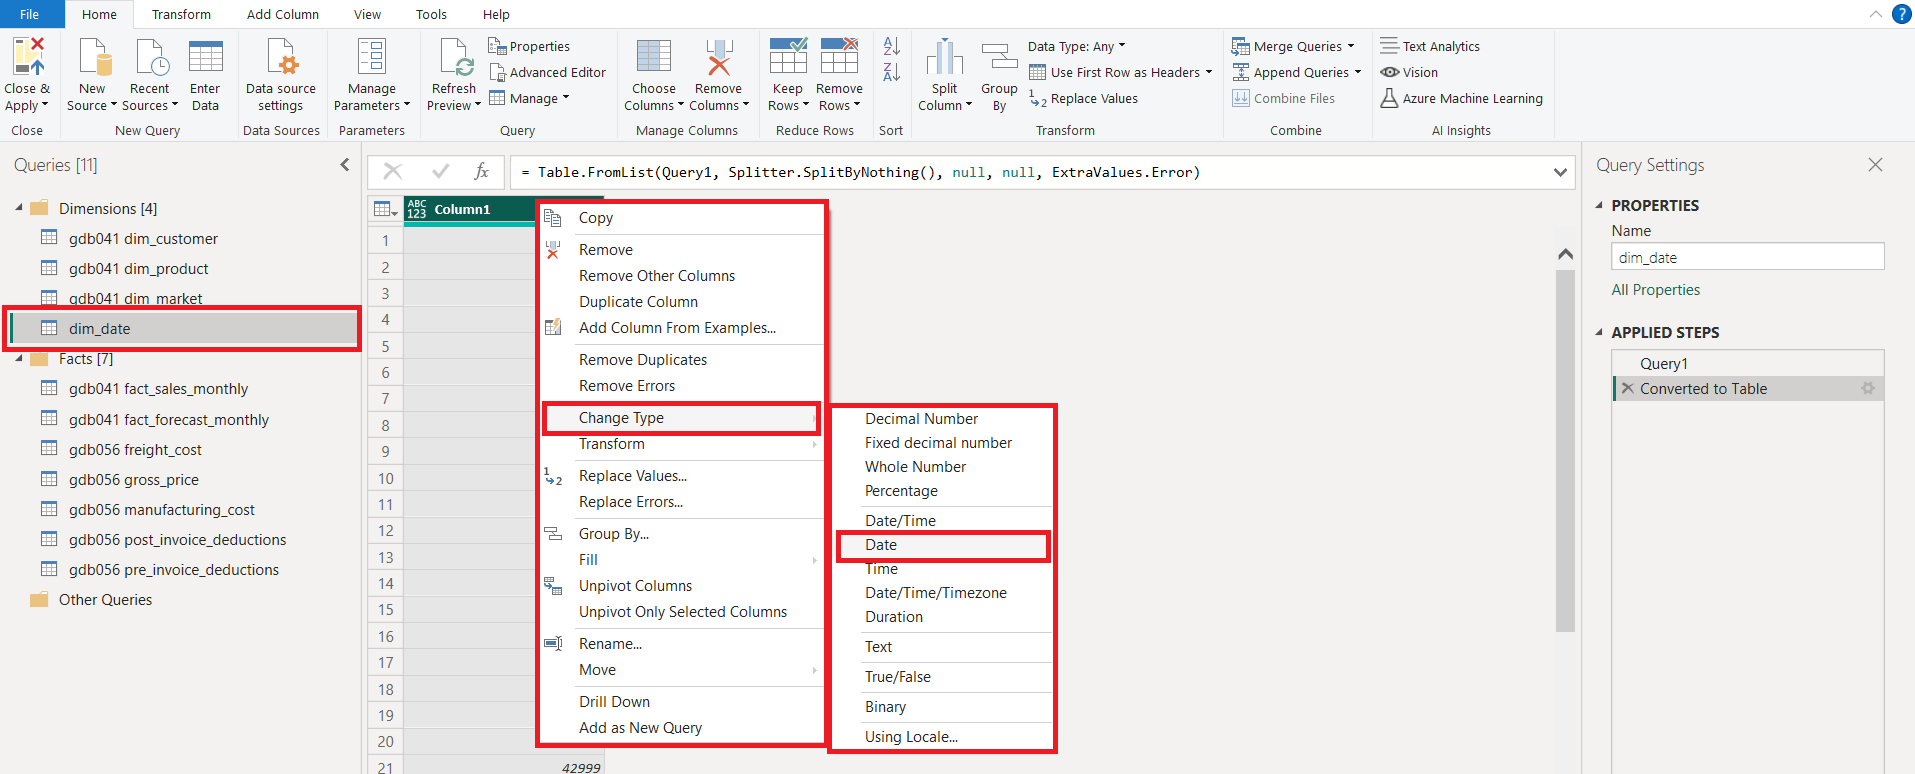 File
Home
Transform
Add Column
View
Tools
Help
?
Close &
Apply
New
Source
Recent
Sources
Enter
Data
Data source
settings
Manage
Parameters
Refresh
Preview
Properties
Advanced Editor
Manage
Choose
Columns
Remove
Columns
Keep
Rows
Remove
Rows
A
Z
Z
A
Split
Column
Group
By
Data Type: Any
Use First Row as Headers
1
2
Replace Values
Merge Queries
Append Queries
Combine Files
Text Analytics
Vision
Azure Machine Learning
Close
New Query
Data Sources
Parameters
Query
Manage Columns
Reduce Rows
Sort
Transform
Combine
AI Insights
Queries [11]
Dimensions [4]
gdb041 dim_customer
gdb041 dim_product
gdb041 dim_market
dim_date
Facts [7]
gdb041 fact_sales_monthly
gdb041 fact_forecast_monthly
gdb056 freight_cost
gdb056 gross_price
gdb056 manufacturing_cost
gdb056 post_invoice_deductions
gdb056 pre_invoice_deductions
Other Queries
fx
= Table.FromList(Query1, Splitter.SplitByNothing(), null, null, ExtraValues.Error)
ABC
123
Column1
1
2
3
4
5
6
7
8
9
10
11
12
13
14
15
16
17
18
19
20
21
42999
Copy
Remove
Remove Other Columns
Duplicate Column
Add Column From Examples...
Remove Duplicates
Remove Errors
Change Type
Transform
1
2
Replace Values...
Replace Errors...
Group By...
Fill
Unpivot Columns
Unpivot Only Selected Columns
Rename...
Move
Drill Down
Add as New Query
Decimal Number
Fixed decimal number
Whole Number
Percentage
Date/Time
Date
Time
Date/Time/Timezone
Duration
Text
True/False
Binary
Using Locale...
Query Settings
PROPERTIES
Name
dim_date
All Properties
APPLIED STEPS
Query1
Converted to Table